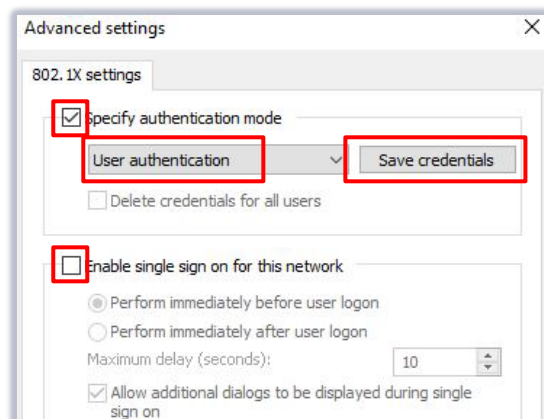 Advanced settings
802.1X settings
Specify authentication mode
User authentication
Save credentials
Delete credentials for all users
Enable single sign on for this network
Perform immediately before user logon
Perform immediately after user logon
Maximum delay (seconds):
10
Allow additional dialogs to be displayed during single
sign on